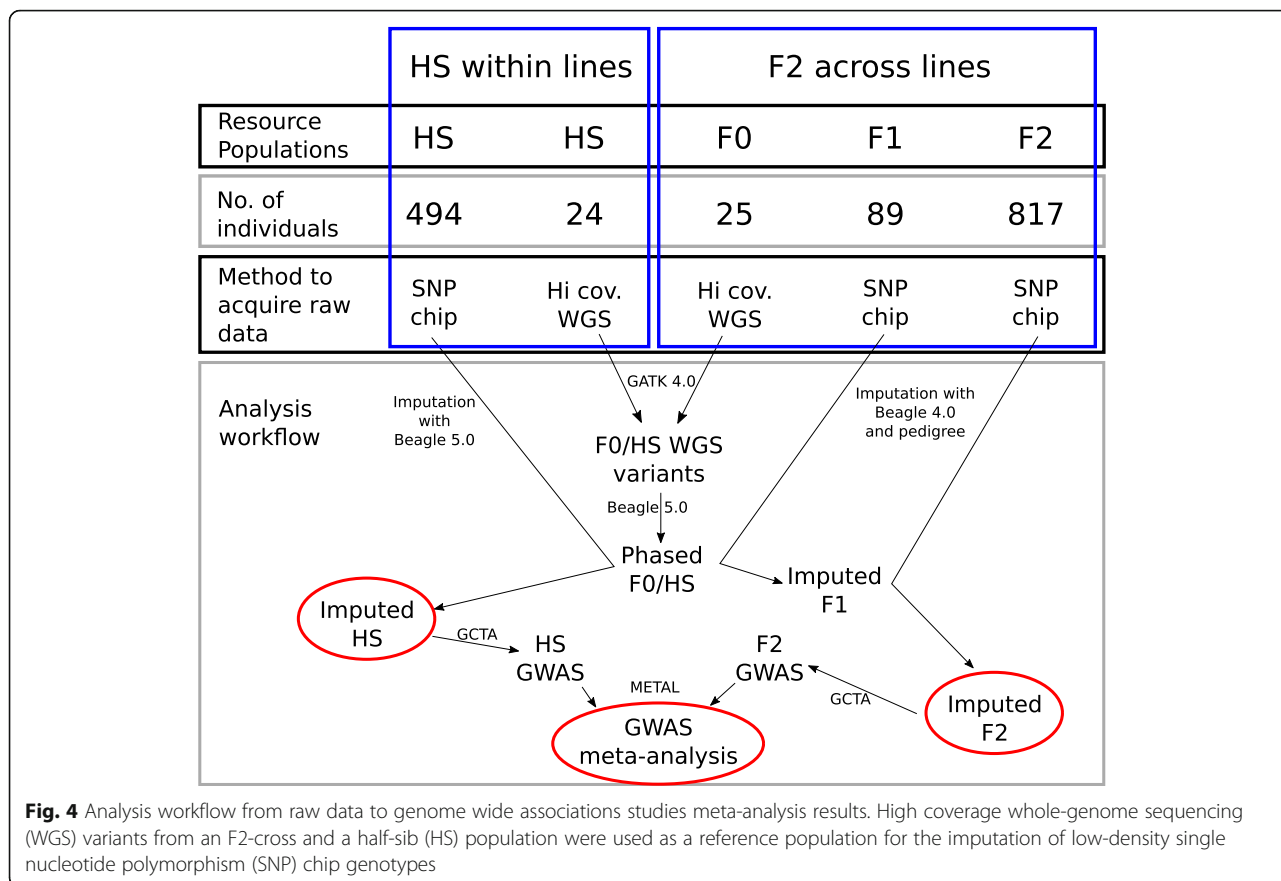 HS within lines
F2 across lines
Resource
Populations
HS
HS
F0
F1
F2
No. of
individuals
494
24
25
89
817
Method to
acquire raw
data
SNP
chip
Hi cov.
WGS
Hi cov.
WGS
SNP
chip
SNP
chip
Analysis
workflow
Imputation
with
Beagle 5.0
GATK 4.0
Imputation with
Beagle 4.0
and pedigree
F0/HS WGS
variants
Beagle 5.0
Phased
F0/HS
Imputed
F1
Imputed
HS
GCTA
HS
GWAS
F2
GWAS
GCTA
Imputed
F2
METAL
GWAS
meta-analysis
Fig. 4 Analysis workflow from raw data to genome wide associations studies meta-analysis results. High coverage whole-genome sequencing
(WGS) variants from an F2-cross and a half-sib (HS) population were used as a reference population for the imputation of low-density single
nucleotide polymorphism (SNP) chip genotypes